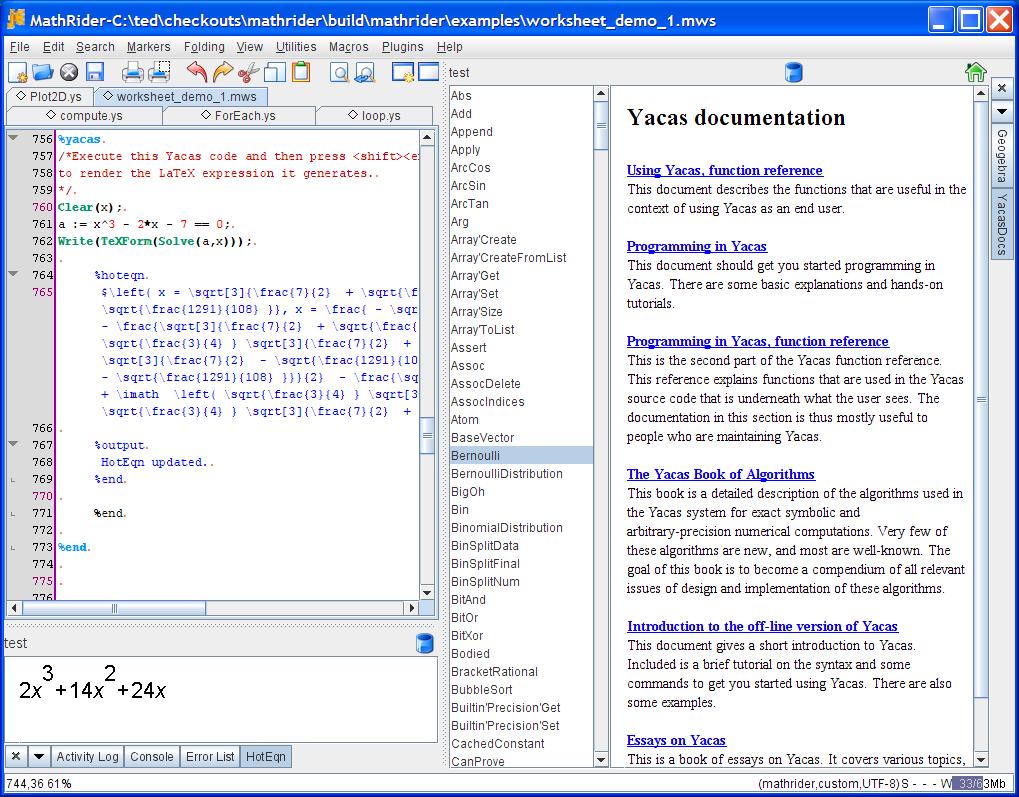 MathRider-C:\ted\checkouts\mathrider\build\mathrider\examples\worksheet_demo_1.mws
File Edit Search Markers Folding View Utilities Macros Plugins Help
Plot2D.ys worksheet_demo_1.mws
compute.ys ForEach.ys loop.ys
756 %yacas.
757 /*Execute this Yacas code and then press <shift><e
758 to render the LaTeX expression it generates..
759 */.
760 Clear(x);.
761 a := x^3 - 2*x - 7 == 0;.
762 Write(TeXForm(Solve(a,x)));.
763 .
764 %hoteqn.
765 $\left( x = \sqrt[3]{\frac{7}{2} + \sqrt{\f
\sqrt{\frac{1291}{108} }}, x = \frac{ - \sqr
- \frac{\sqrt[3]{\frac{7}{2} + \sqrt{\frac{
\sqrt{\frac{3}{4} } \sqrt[3]{\frac{7}{2} +
\sqrt[3]{\frac{7}{2} - \sqrt{\frac{1291}{10
- \sqrt{\frac{1291}{108} }}}{2} - \frac{\sq
+ \imath \left( \sqrt{\frac{3}{4} } \sqrt[3
\sqrt{\frac{3}{4} } \sqrt[3]{\frac{7}{2} +
766 .
767 %output.
768 HotEqn updated..
769 %end.
770 .
771 %end.
772 .
773 %end.
774 .
775 .
776
test
2x^3+14x^2+24x
Activity Log Console Error List HotEqn
test
Abs
Add
Append
Apply
ArcCos
ArcSin
ArcTan
Arg
Array'Create
Array'CreateFromList
Array'Get
Array'Set
Array'Size
Array'ToList
Assert
Assoc
AssocDelete
AssocIndices
Atom
BaseVector
Bernoulli
BernoulliDistribution
BigOh
Bin
BinomialDistribution
BinSplitData
BinSplitFinal
BinSplitNum
BitAnd
BitOr
BitXor
Bodied
BracketRational
BubbleSort
Builtin'Precision'Get
Builtin'Precision'Set
CachedConstant
CanProve
Yacas documentation
Using Yacas, function reference
This document describes the functions that are useful in the
context of using Yacas as an end user.
Programming in Yacas
This document should get you started programming in
Yacas. There are some basic explanations and hands-on
tutorials.
Programming in Yacas, function reference
This is the second part of the Yacas function reference.
This reference explains functions that are used in the Yacas
source code that is underneath what the user sees. The
documentation in this section is thus mostly useful to
people who are maintaining Yacas.
The Yacas Book of Algorithms
This book is a detailed description of the algorithms used in
the Yacas system for exact symbolic and
arbitrary-precision numerical computations. Very few of
these algorithms are new, and most are well-known. The
goal of this book is to become a compendium of all relevant
issues of design and implementation of these algorithms.
Introduction to the off-line version of Yacas
This document gives a short introduction to Yacas.
Included is a brief tutorial on the syntax and some
commands to get you started using Yacas. There are also
some examples.
Essays on Yacas
This is a book of essays on Yacas. It covers various topics,
Geogebra
YacasDocs
744,36 61%
(mathrider,custom,UTF-8)S - - - W 33/63Mb